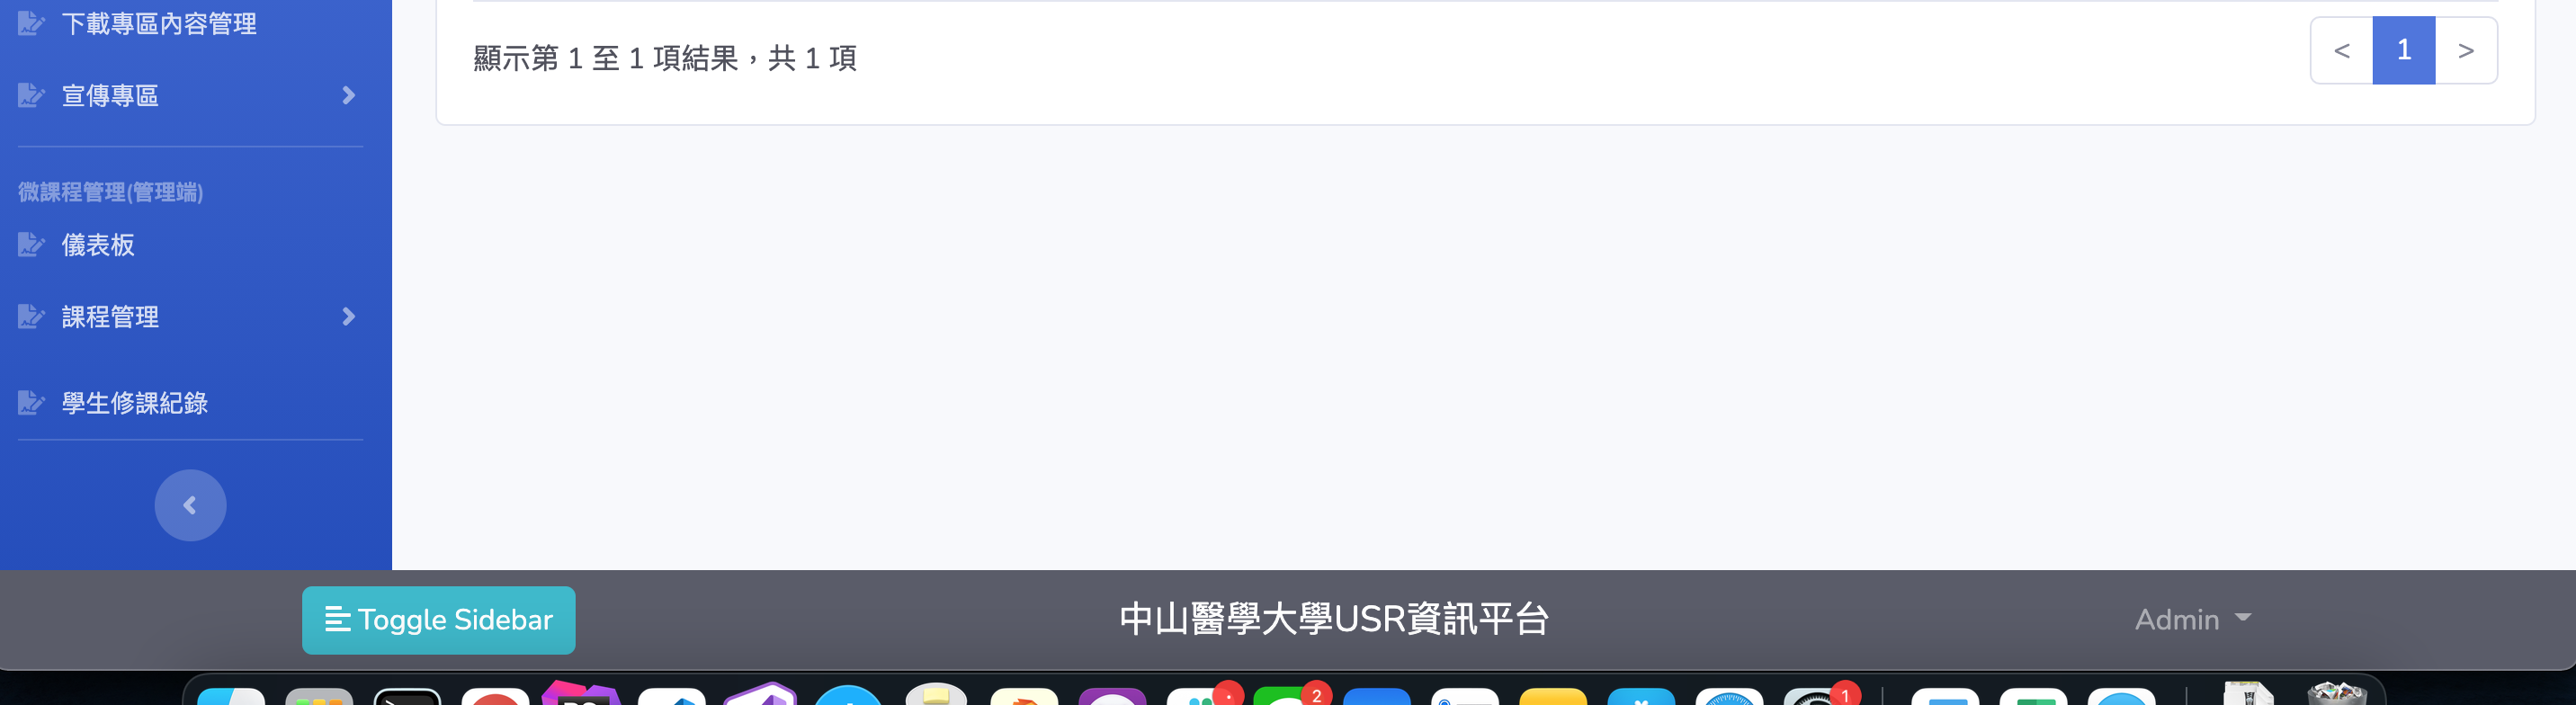 下載專區內容管理
宣傳專區
微課程管理(管理端)
儀表板
課程管理
學生修課紀錄
顯示第 1 至 1 項結果，共 1 項
< 1 >
Toggle Sidebar
中山醫學大學USR資訊平台
Admin
2
1